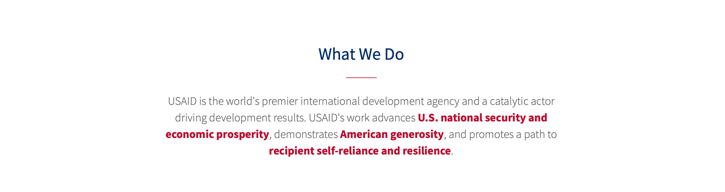 What We Do
USAID is the world's premier international development agency and a catalytic actor
driving development results. USAID's work advances U.S. national security and
economic prosperity, demonstrates American generosity, and promotes a path to
recipient self-reliance and resilience.